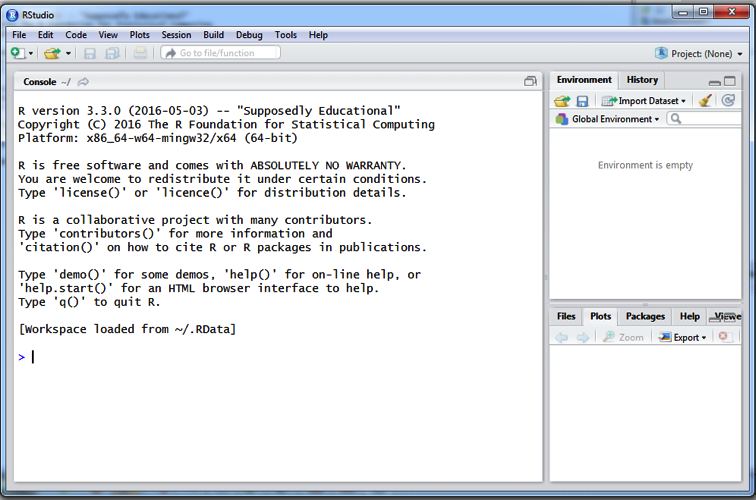 RStudio
File Edit Code View Plots Session Build Debug Tools Help
Go to file/function
Project: (None)
Console ~/
R version 3.3.0 (2016-05-03) -- "Supposedly Educational"
Copyright (C) 2016 The R Foundation for Statistical Computing
Platform: x86_64-w64-mingw32/x64 (64-bit)
R is free software and comes with ABSOLUTELY NO WARRANTY.
You are welcome to redistribute it under certain conditions.
Type 'license()' or 'licence()' for distribution details.
R is a collaborative project with many contributors.
Type 'contributors()' for more information and
'citation()' on how to cite R or R packages in publications.
Type 'demo()' for some demos, 'help()' for on-line help, or
'help.start()' for an HTML browser interface to help.
Type 'q()' to quit R.
[Workspace loaded from ~/.RData]
>
Environment History
Import Dataset
Global Environment
Environment is empty
Files Plots Packages Help Viewe
Zoom Export